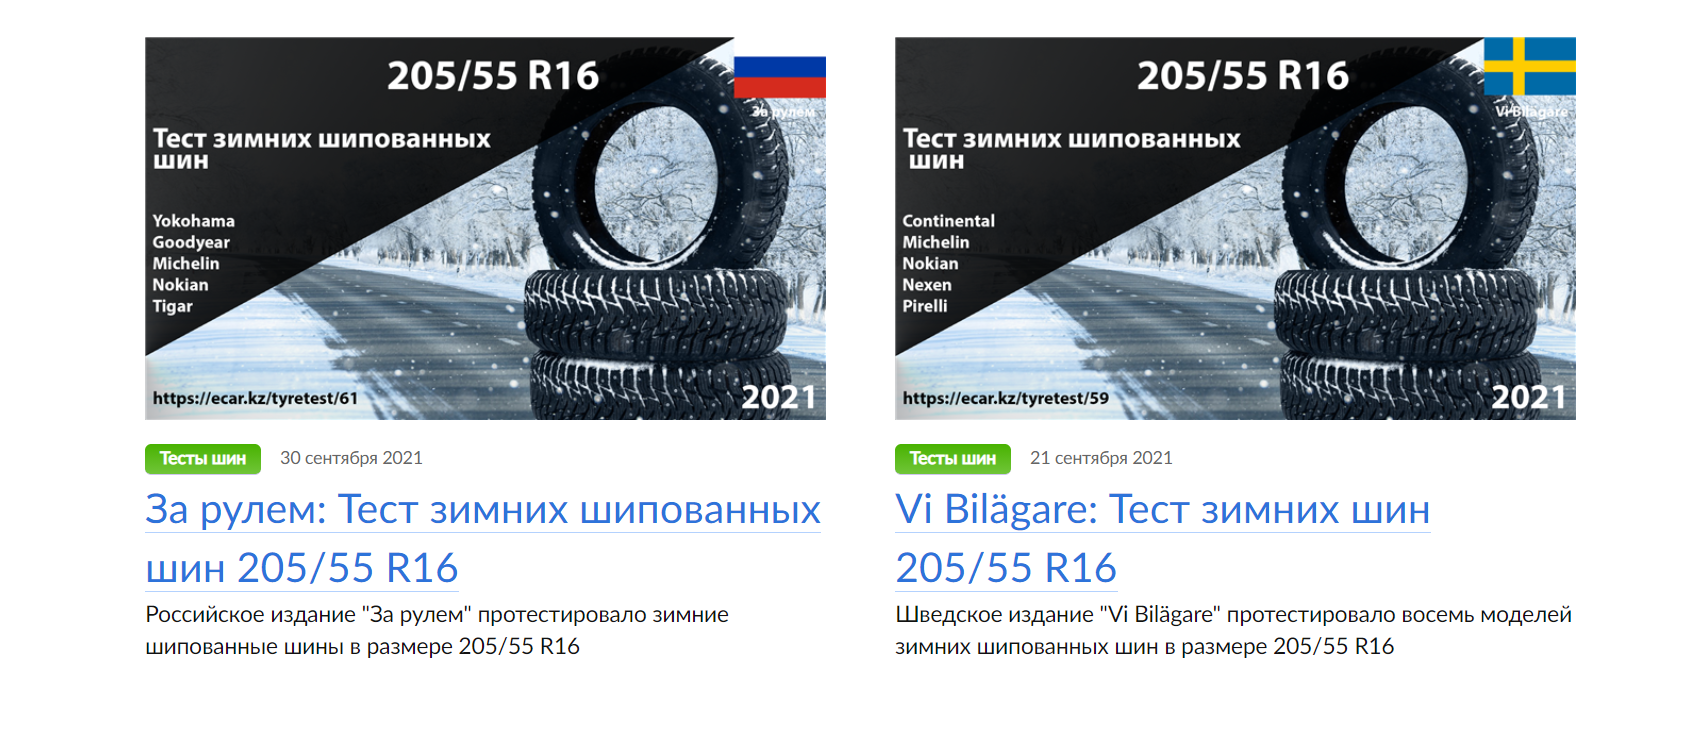 205/55 R16
За рулем
Тест зимних шипованных
шин
Yokohama
Goodyear
Michelin
Nokian
Tigar
https://ecar.kz/tyretest/61
2021
Тесты шин 30 сентября 2021
За рулем: Тест зимних шипованных
шин 205/55 R16
Российское издание "За рулем" протестировало зимние
шипованные шины в размере 205/55 R16
205/55 R16
Vi Bilägare
Тест зимних шипованных
шин
Continental
Michelin
Nokian
Nexen
Pirelli
https://ecar.kz/tyretest/59
2021
Тесты шин 21 сентября 2021
Vi Bilägare: Тест зимних шин
205/55 R16
Шведское издание "Vi Bilägare" протестировало восемь моделей
зимних шипованных шин в размере 205/55 R16